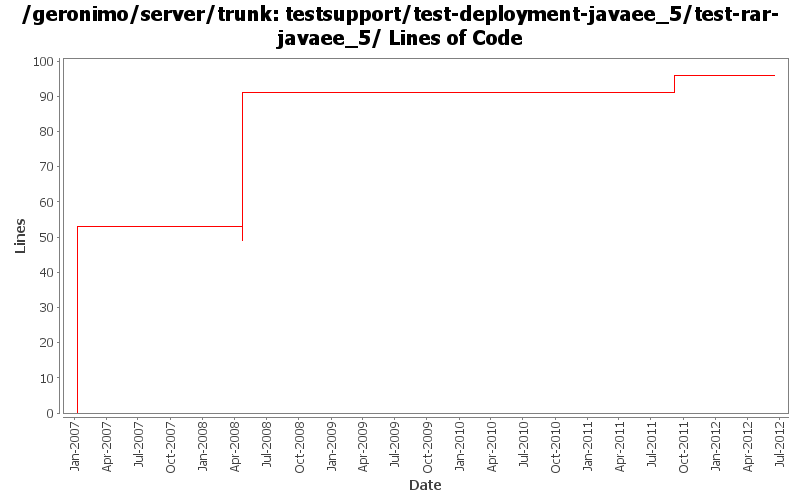 /geronimo/server/trunk: testsupport/test-deployment-javaee_5/test-rar-
javaee_5/ Lines of Code
Lines
100
90
80
70
60
50
40
30
20
10
0
Jan-2007
Apr-2007
Jul-2007
Oct-2007
Jan-2008
Apr-2008
Jul-2008
Oct-2008
Jan-2009
Apr-2009
Jul-2009
Oct-2009
Jan-2010
Apr-2010
Jul-2010
Oct-2010
Jan-2011
Apr-2011
Jul-2011
Oct-2011
Jan-2012
Apr-2012
Jul-2012
Date